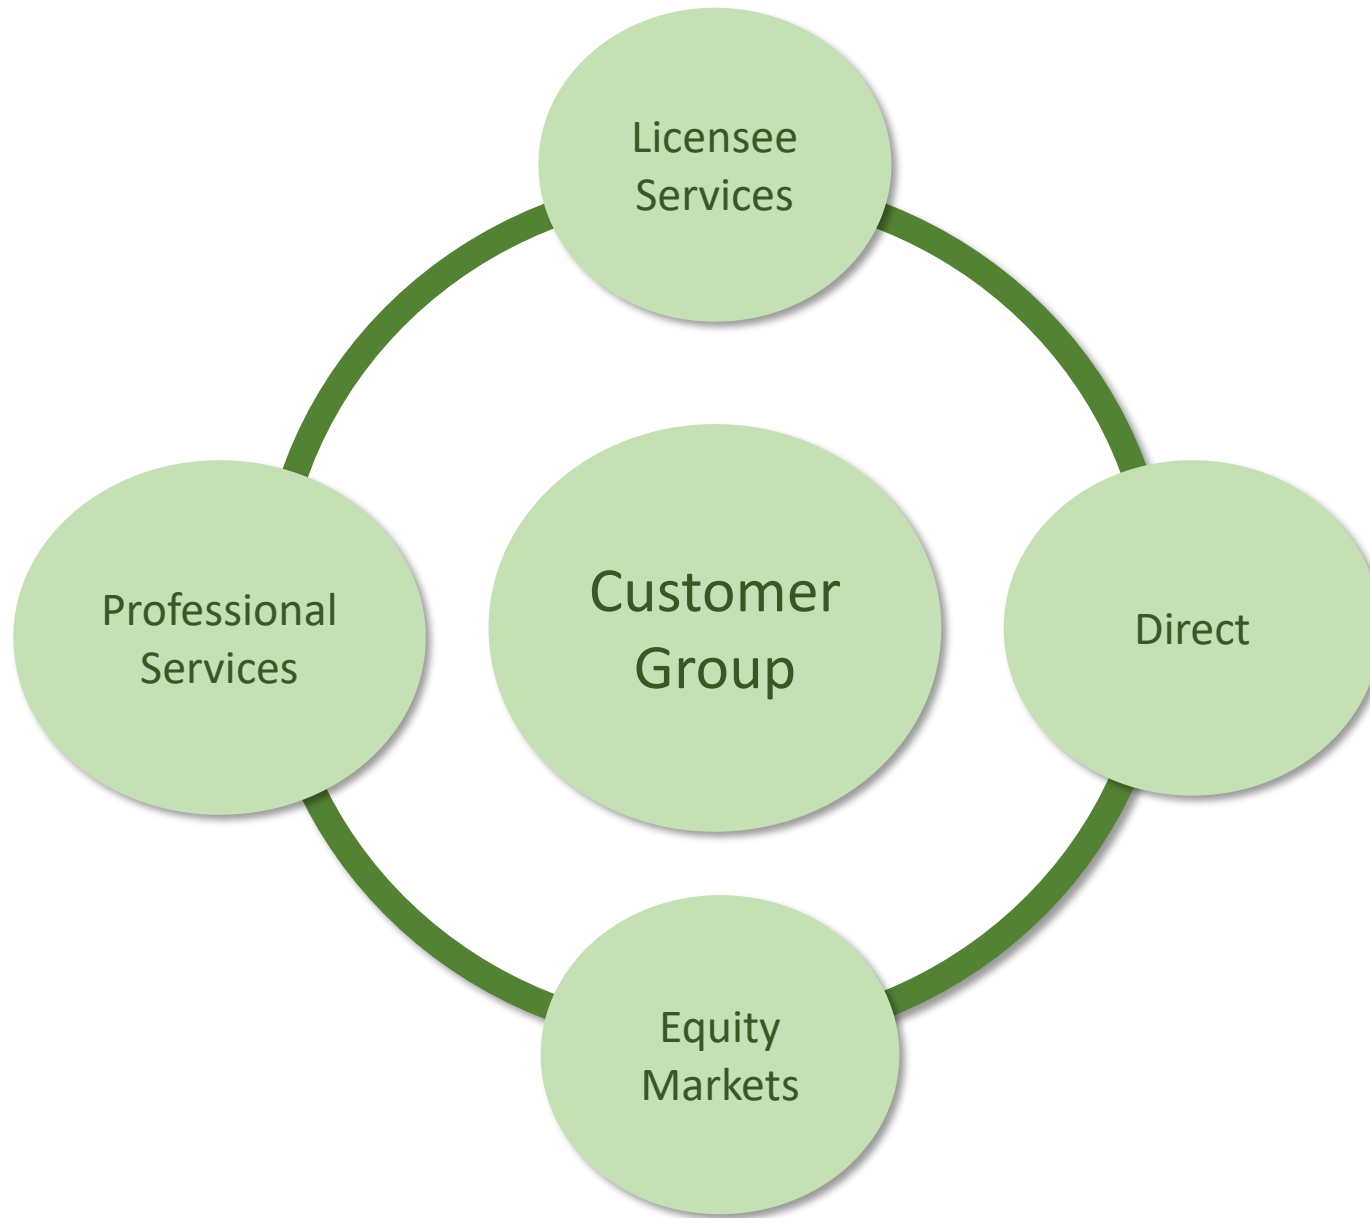 Licensee
Services
Professional
Services
Customer
Group
Direct
Equity
Markets